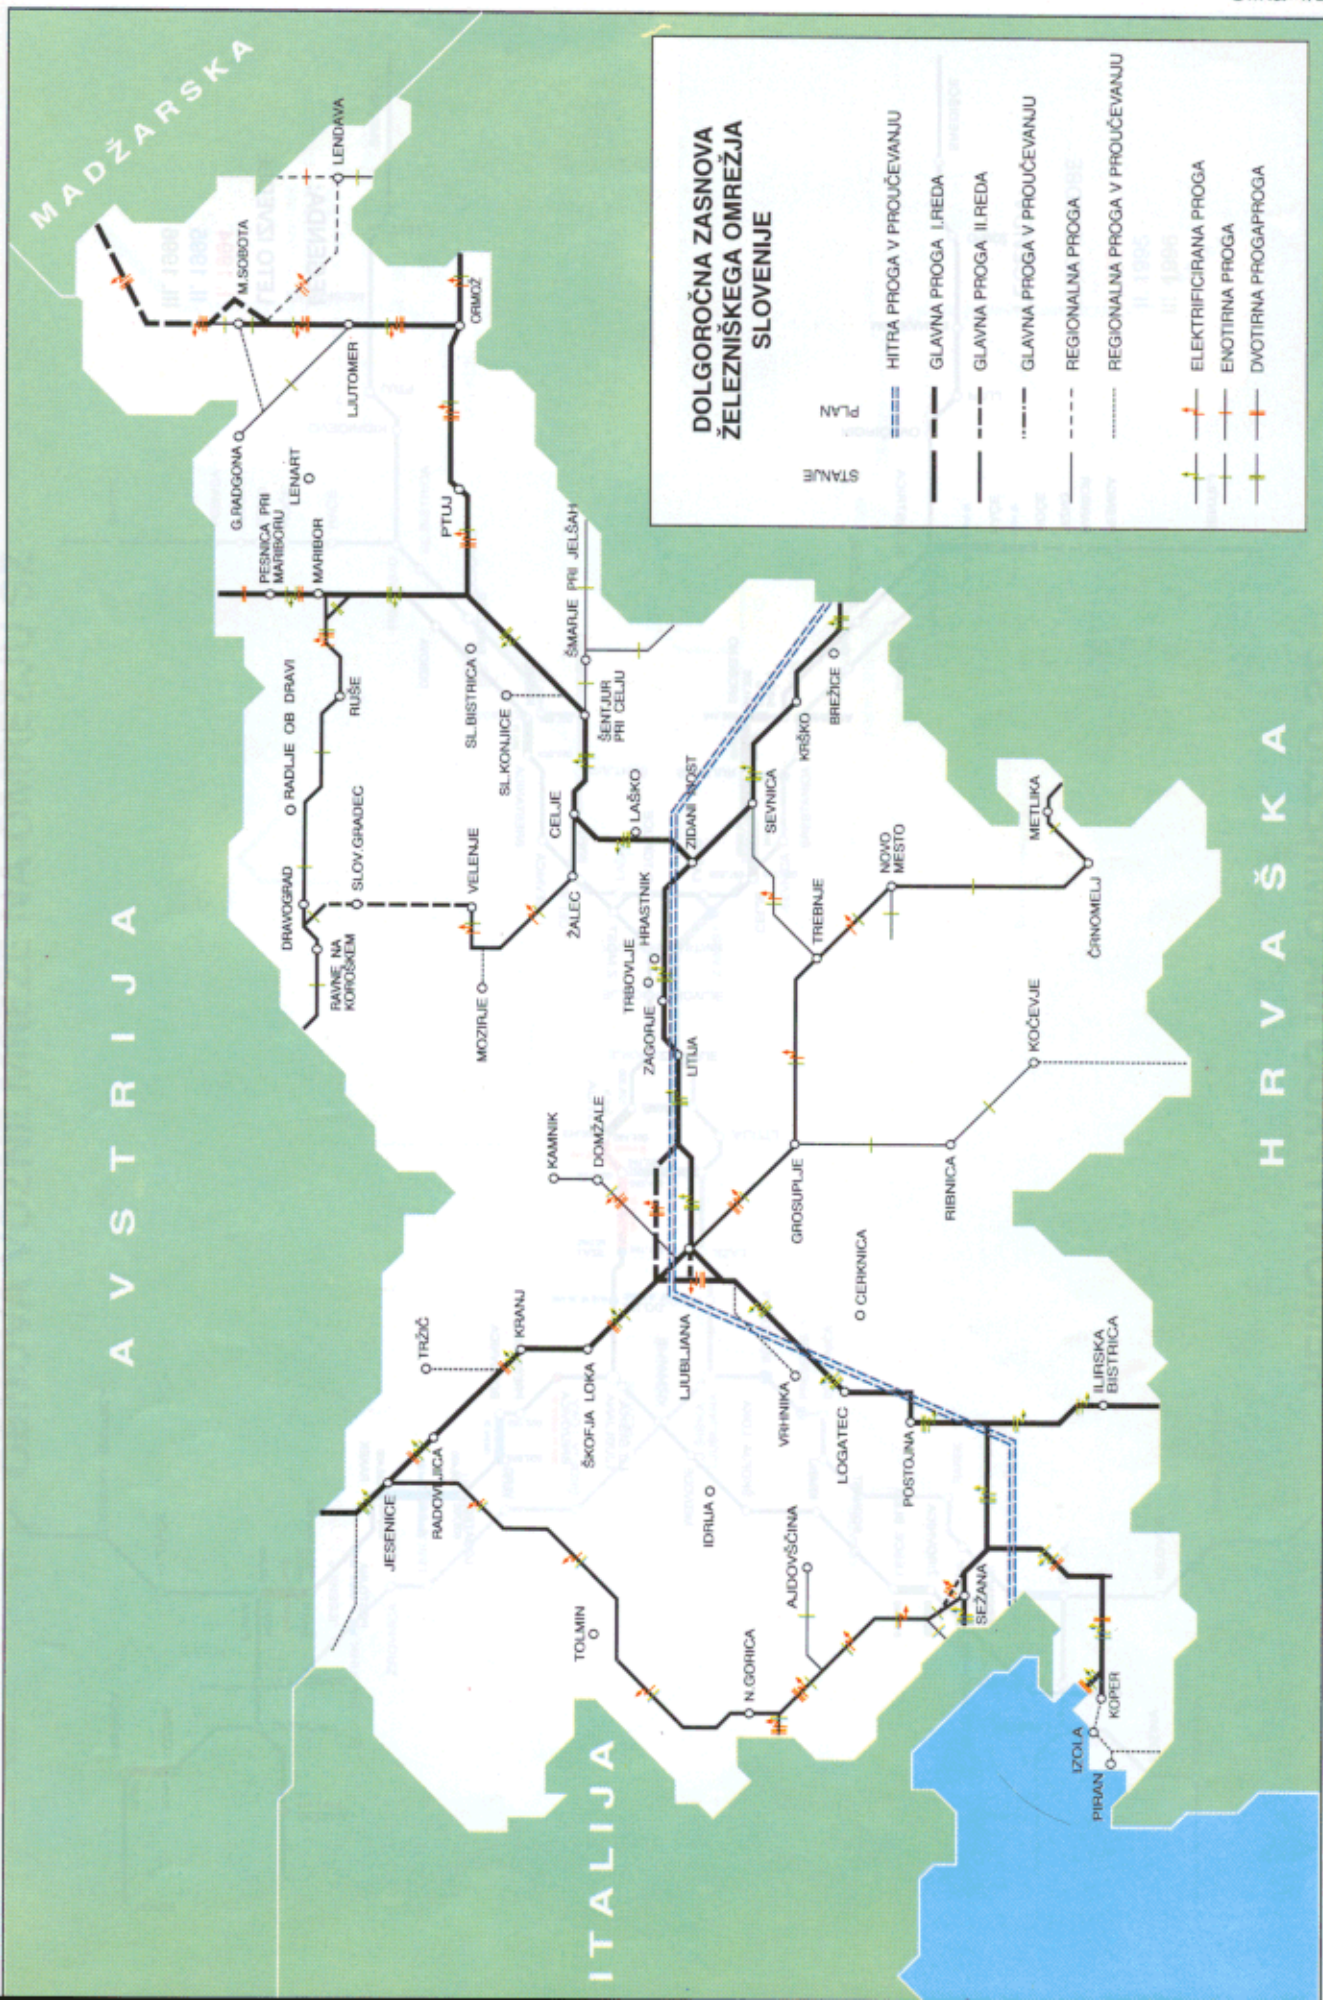 MADŽARSKA
AVSTRIJA
ITALIJA
HRVAŠKA
DOLGOROČNA ZASNOVA
ŽELEZNIŠKEGA OMREŽJA
SLOVENIJE
STANJE
PLAN
HITRA PROGA V PROUČEVANJU
GLAVNA PROGA I.REDA
GLAVNA PROGA II.REDA
GLAVNA PROGA V PROUČEVANJU
REGIONALNA PROGA
REGIONALNA PROGA V PROUČEVANJU
ELEKTRIFICIRANA PROGA
ENOTIRNA PROGA
DVOTIRNA PROGAPROGA
LENDAVA
M.SOBOTA
LJUTOMER
ORMOŽ
G.RADGONA
LENART
PESNICA PRI
MARIBORU
MARIBOR
PTUJ
ŠMARJE PRI JELŠAH
RADLJE OB DRAVI
RUŠE
SL.BISTRICA
SL.KONJICE
ŠENTJUR
PRI CELJU
DRAVOGRAD
SLOV.GRADEC
RAVNE NA
KOROŠKEM
VELENJE
MOZIRJE
CELJE
ŽALEC
LAŠKO
ZIDANI MOST
SEVNICA
KRŠKO
BREŽICE
HRASTNIK
TRBOVLJE
ZAGORJE
LITIJA
TREBNJE
NOVO
MESTO
METLIKA
ČRNOMELJ
KAMNIK
DOMŽALE
GROSUPLJE
RIBNICA
KOČEVJE
LJUBLJANA
CERKNICA
TRŽIČ
KRANJ
ŠKOFJA LOKA
RADOVLJICA
JESENICE
VRHNIKA
LOGATEC
POSTOJNA
ILIRSKA
BISTRICA
IDRIJA
AJDOVŠČINA
TOLMIN
N.GORICA
SEŽANA
KOPER
IZOLA
PIRAN